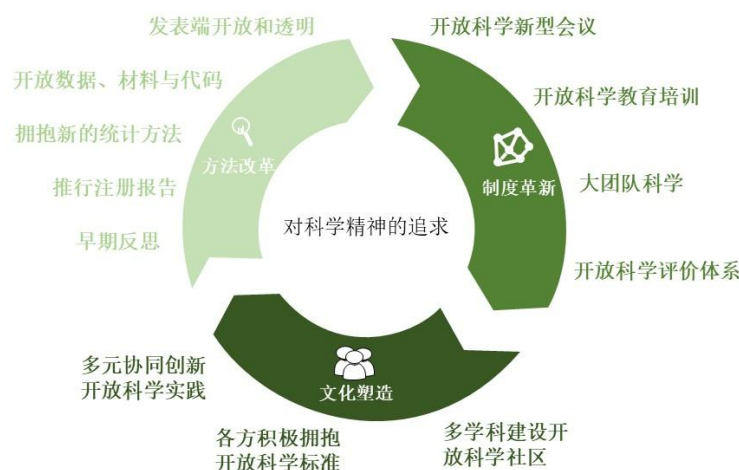 发表端开放和透明
开放数据、材料与代码
拥抱新的统计方法
推行注册报告
早期反思
方法改革
开放科学新型会议
开放科学教育培训
大团队科学
开放科学评价体系
制度革新
对科学精神的追求
多元协同创新
开放科学实践
各方积极拥抱
开放科学标准
多学科建设开
放科学社区
文化塑造